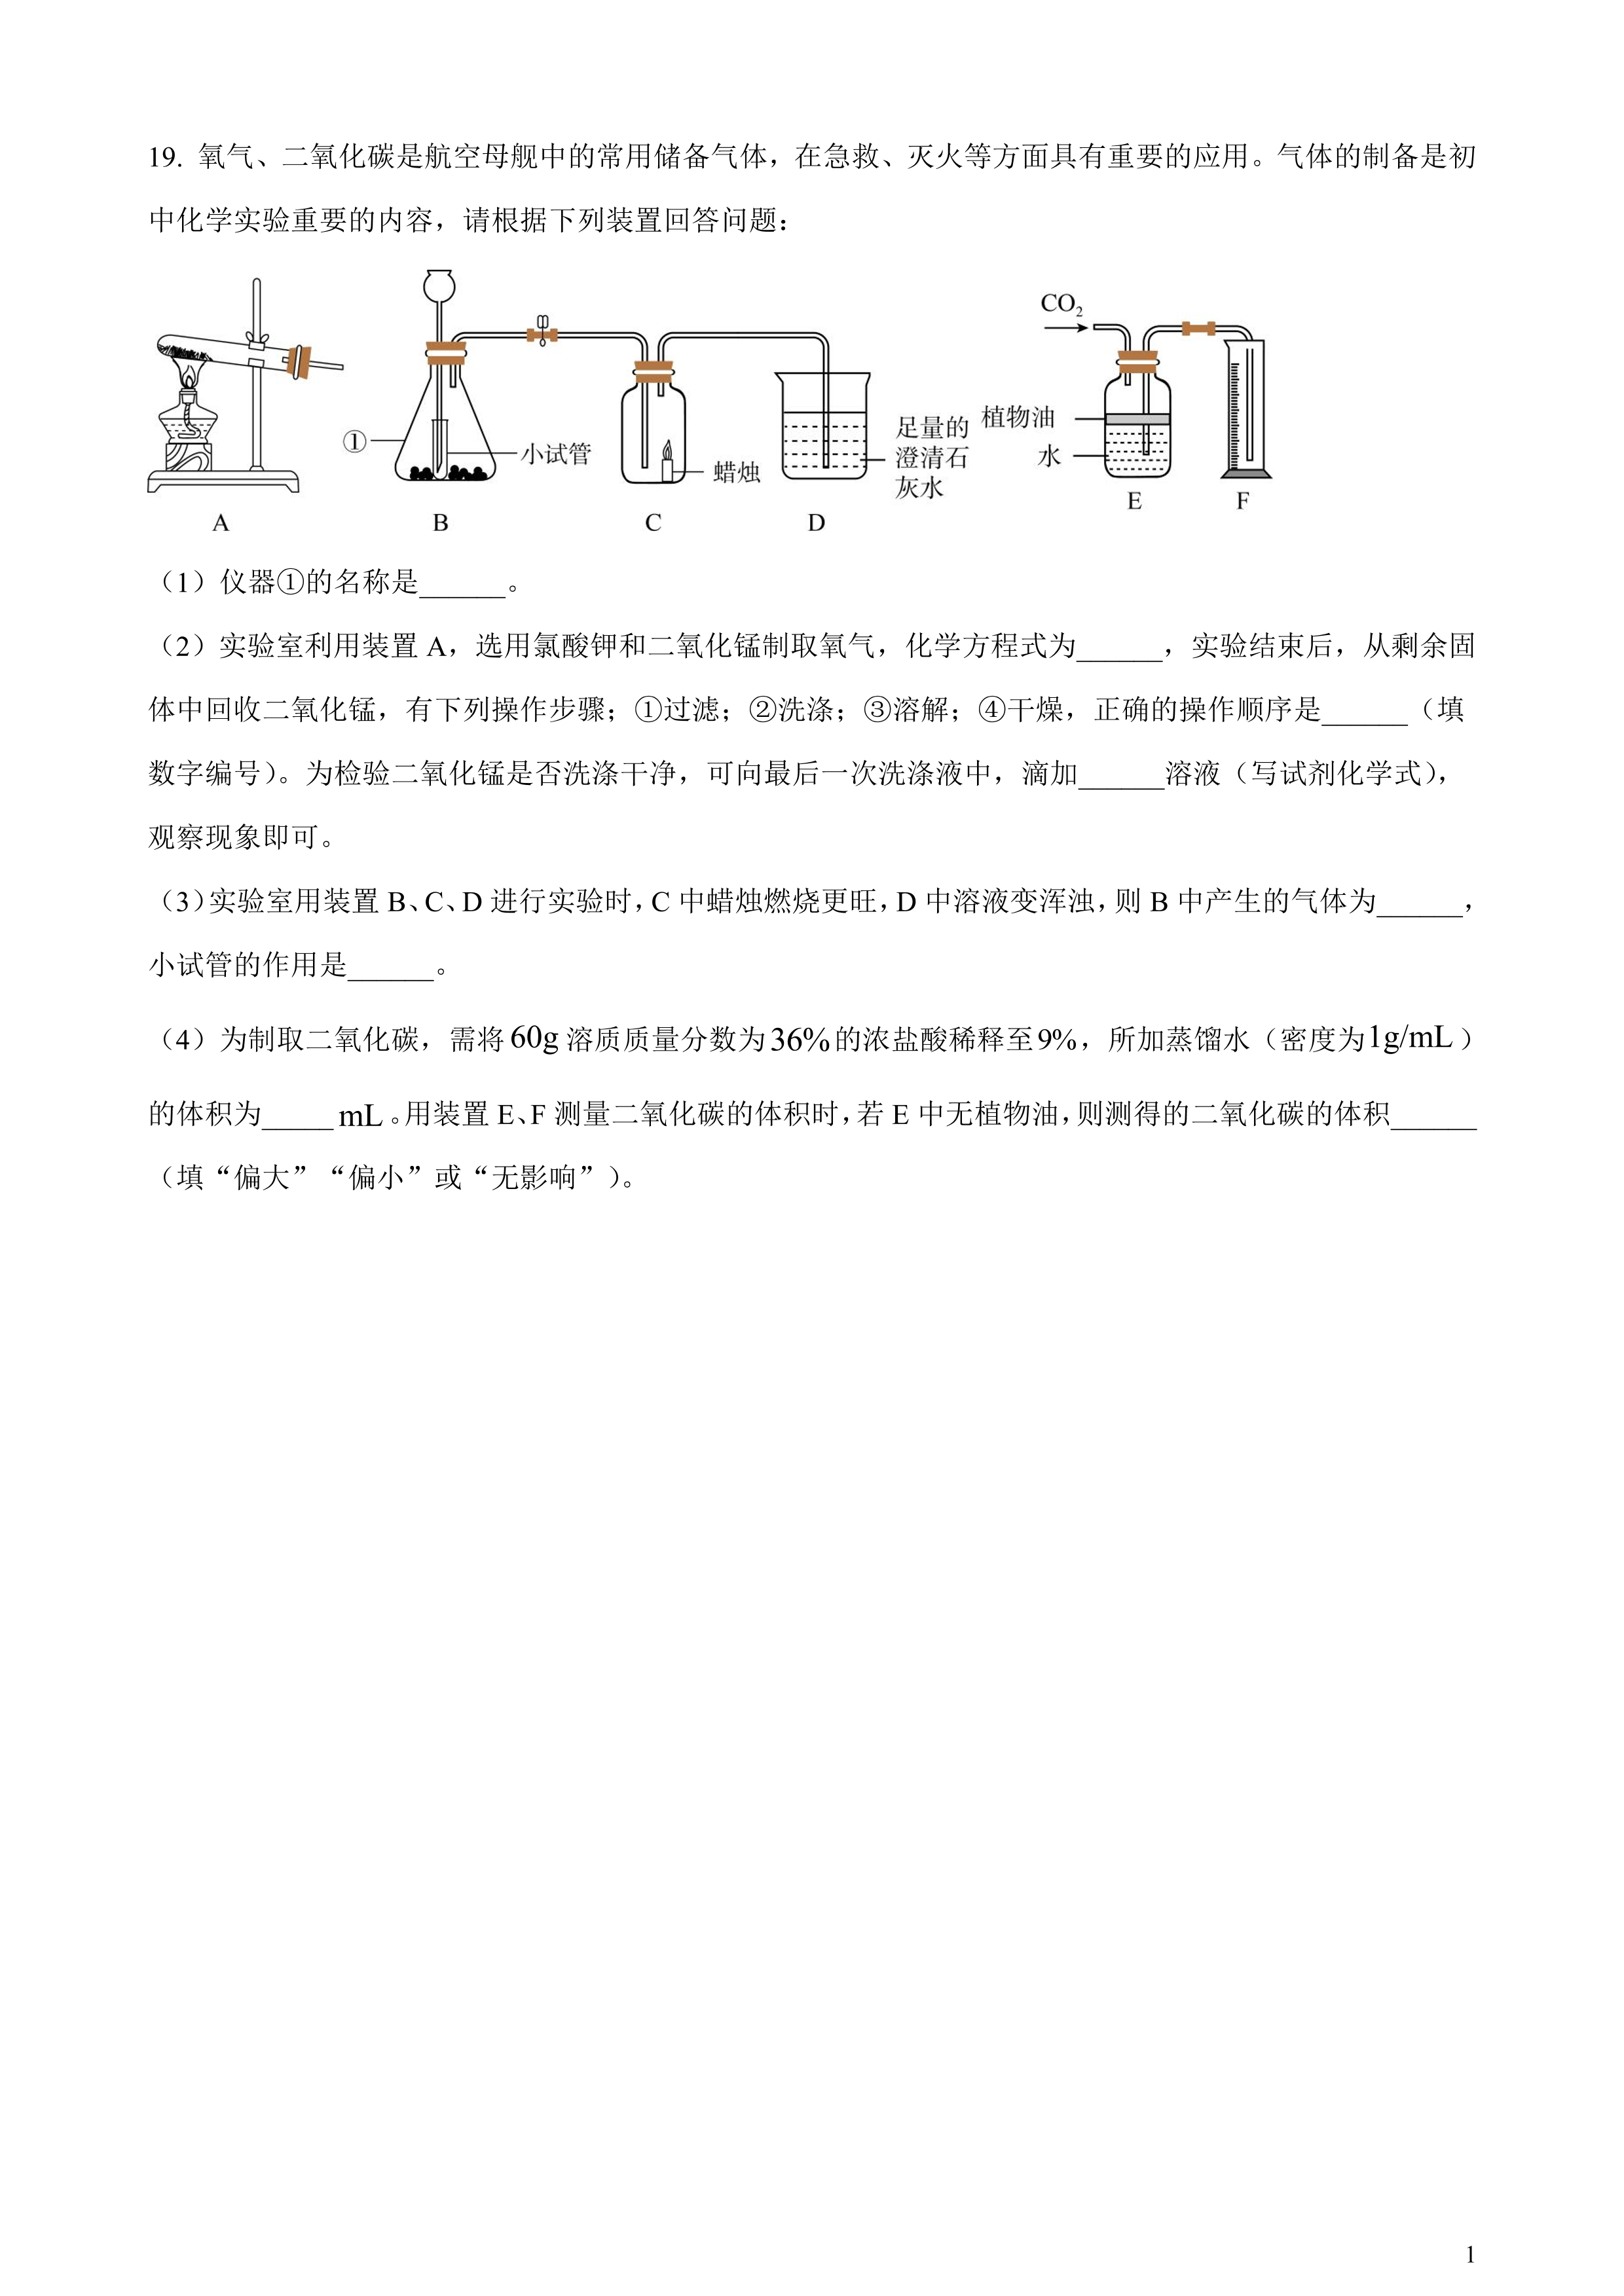 19. 氧气、二氧化碳是航空母舰中的常用储备气体，在急救、灭火等方面具有重要的应用。气体的制备是初
中化学实验重要的内容，请根据下列装置回答问题：
CO₂
①
小试管
蜡烛
足量的
澄清石
灰水
植物油
水
A
B
C
D
E
F
（1）仪器①的名称是______。
（2）实验室利用装置 A，选用氯酸钾和二氧化锰制取氧气，化学方程式为______，实验结束后，从剩余固
体中回收二氧化锰，有下列操作步骤；①过滤；②洗涤；③溶解；④干燥，正确的操作顺序是______（填
数字编号）。为检验二氧化锰是否洗涤干净，可向最后一次洗涤液中，滴加______溶液（写试剂化学式），
观察现象即可。
（3）实验室用装置 B、C、D 进行实验时，C 中蜡烛燃烧更旺，D 中溶液变浑浊，则 B 中产生的气体为______，
小试管的作用是______。
（4）为制取二氧化碳，需将60g溶质质量分数为36%的浓盐酸稀释至9%，所加蒸馏水（密度为1g/mL）
的体积为_____mL。用装置 E、F 测量二氧化碳的体积时，若 E 中无植物油，则测得的二氧化碳的体积______
（填“偏大”“偏小”或“无影响”）。
1